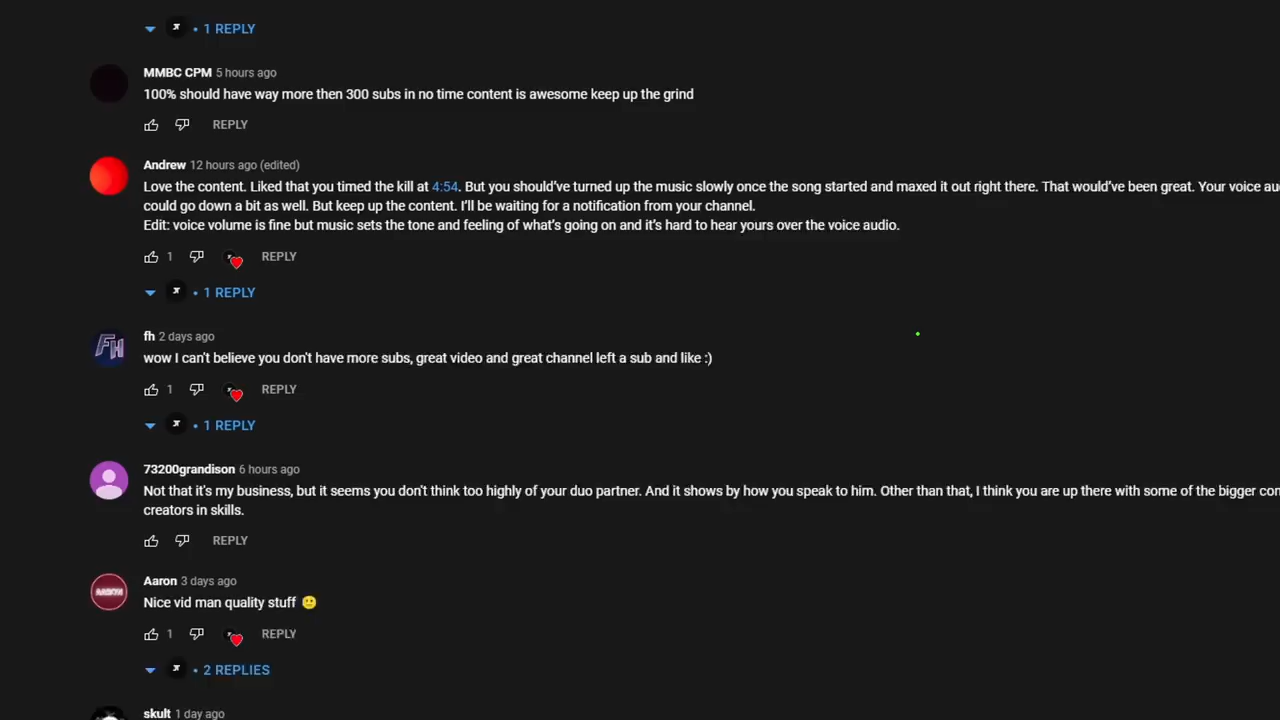 1 REPLY
MMBC CPM 5 hours ago
100% should have way more then 300 subs in no time content is awesome keep up the grind
REPLY
Andrew 12 hours ago (edited)
Love the content. Liked that you timed the kill at 4:54. But you should've turned up the music slowly once the song started and maxed it out right there. That would've been great. Your voice
could go down a bit as well. But keep up the content. I'll be waiting for a notification from your channel.
Edit: voice volume is fine but music sets the tone and feeling of what's going on and it's hard to hear yours over the voice audio.
1 REPLY
1 REPLY
fh 2 days ago
wow I can't believe you don't have more subs, great video and great channel left a sub and like :)
1 REPLY
1 REPLY
73200grandison 6 hours ago
Not that it's my business, but it seems you don't think too highly of your duo partner. And it shows by how you speak to him. Other than that, I think you are up there with some of the bigger
creators in skills.
REPLY
Aaron 3 days ago
Nice vid man quality stuff 🙂
1 REPLY
2 REPLIES
skult 1 day ago